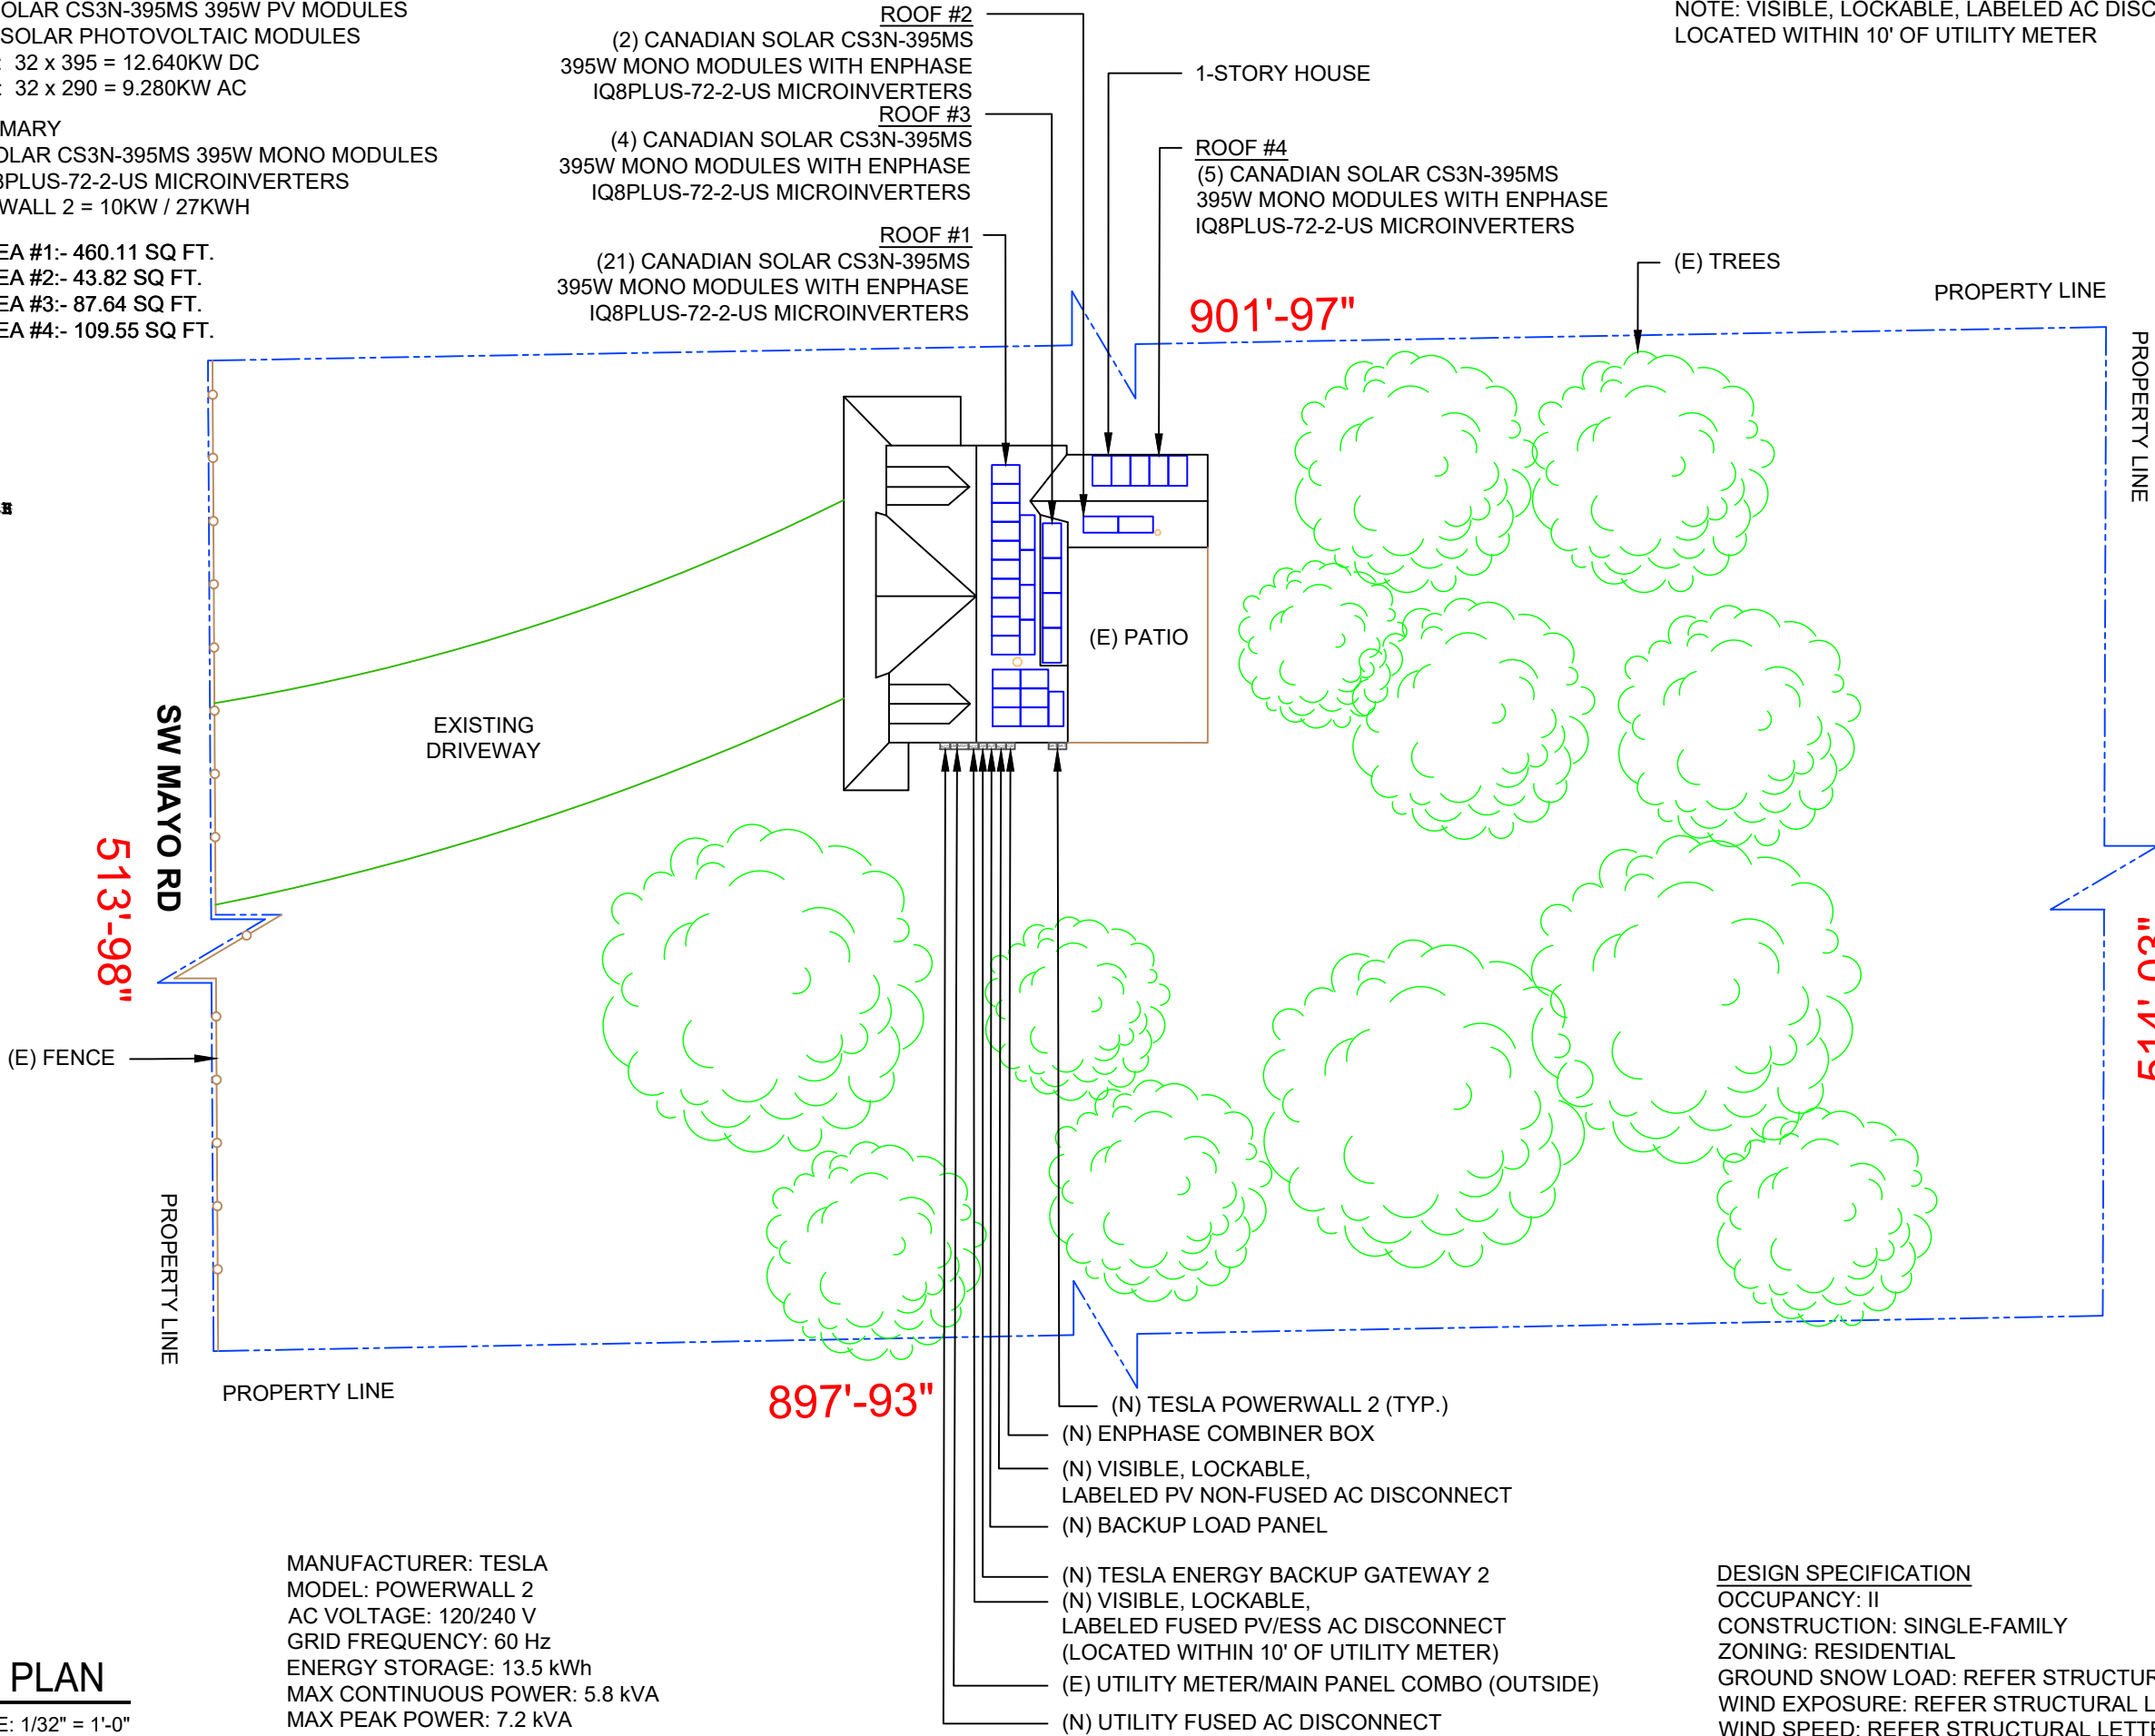 OLAR CS3N-395MS 395W PV MODULES
SOLAR PHOTOVOLTAIC MODULES
: 32 x 395 = 12.640KW DC
: 32 x 290 = 9.280KW AC
MARY
OLAR CS3N-395MS 395W MONO MODULES
8PLUS-72-2-US MICROINVERTERS
WALL 2 = 10KW / 27KWH
EA #1:- 460.11 SQ FT.
EA #2:- 43.82 SQ FT.
EA #3:- 87.64 SQ FT.
EA #4:- 109.55 SQ FT.
ROOF #2
(2) CANADIAN SOLAR CS3N-395MS
395W MONO MODULES WITH ENPHASE
IQ8PLUS-72-2-US MICROINVERTERS
ROOF #3
(4) CANADIAN SOLAR CS3N-395MS
395W MONO MODULES WITH ENPHASE
IQ8PLUS-72-2-US MICROINVERTERS
ROOF #1
(21) CANADIAN SOLAR CS3N-395MS
395W MONO MODULES WITH ENPHASE
IQ8PLUS-72-2-US MICROINVERTERS
1-STORY HOUSE
ROOF #4
(5) CANADIAN SOLAR CS3N-395MS
395W MONO MODULES WITH ENPHASE
IQ8PLUS-72-2-US MICROINVERTERS
NOTE: VISIBLE, LOCKABLE, LABELED AC DISC
LOCATED WITHIN 10' OF UTILITY METER
(E) TREES
PROPERTY LINE
901'-97"
PROPERTY LINE
(E) PATIO
EXISTING
DRIVEWAY
SW MAYO RD
513'-98"
514'-03"
(E) FENCE
PROPERTY LINE
PROPERTY LINE
897'-93"
(N) TESLA POWERWALL 2 (TYP.)
(N) ENPHASE COMBINER BOX
(N) VISIBLE, LOCKABLE,
LABELED PV NON-FUSED AC DISCONNECT
(N) BACKUP LOAD PANEL
(N) TESLA ENERGY BACKUP GATEWAY 2
(N) VISIBLE, LOCKABLE,
LABELED FUSED PV/ESS AC DISCONNECT
(LOCATED WITHIN 10' OF UTILITY METER)
(E) UTILITY METER/MAIN PANEL COMBO (OUTSIDE)
(N) UTILITY FUSED AC DISCONNECT
MANUFACTURER: TESLA
MODEL: POWERWALL 2
AC VOLTAGE: 120/240 V
GRID FREQUENCY: 60 Hz
ENERGY STORAGE: 13.5 kWh
MAX CONTINUOUS POWER: 5.8 kVA
MAX PEAK POWER: 7.2 kVA
PLAN
E: 1/32" = 1'-0"
DESIGN SPECIFICATION
OCCUPANCY: II
CONSTRUCTION: SINGLE-FAMILY
ZONING: RESIDENTIAL
GROUND SNOW LOAD: REFER STRUCTUR
WIND EXPOSURE: REFER STRUCTURAL L
WIND SPEED: REFER STRUCTURAL LETTE